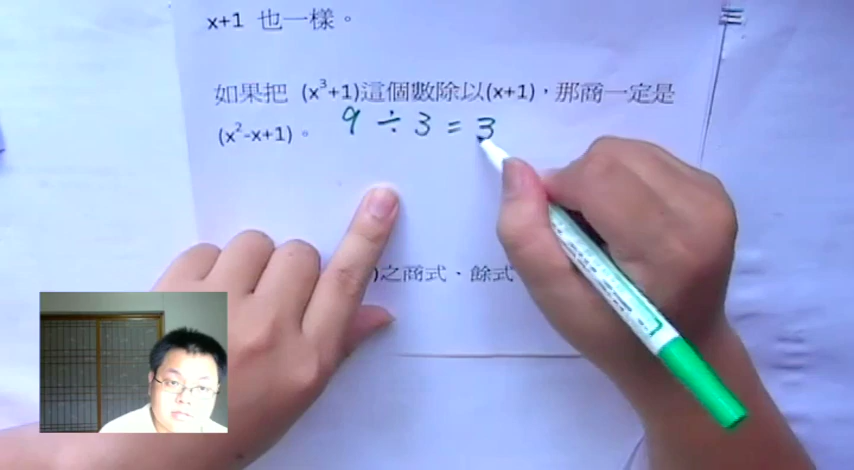 x+1 也一樣。
如果把 (x³+1)這個數除以(x+1)，那商一定是
(x²-x+1)。 9 ÷ 3 = 3
)之商式、餘式